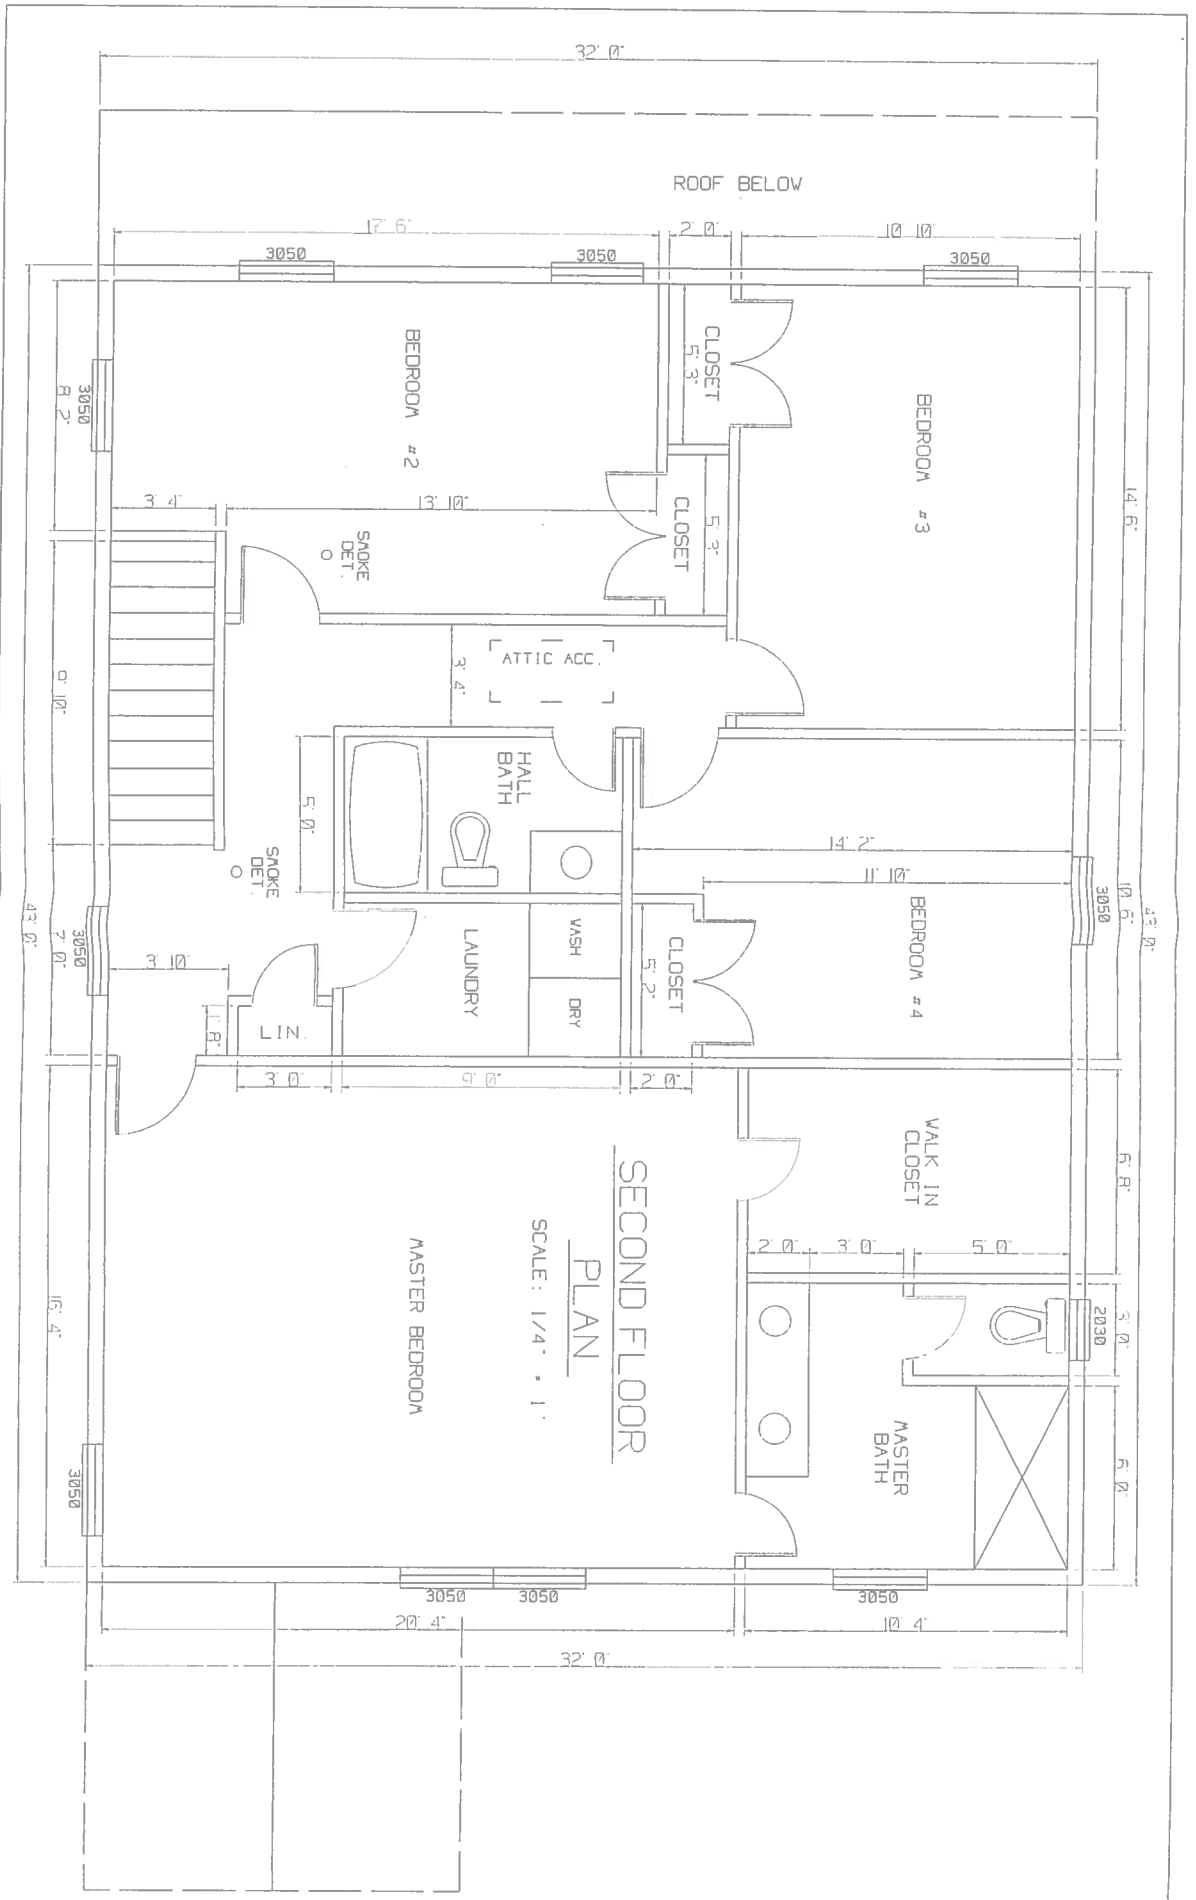 32' 0"
ROOF BELOW
17' 6"
2' 0"
10' 10"
3050
3050
3050
CLOSET
5' 3"
BEDROOM #2
BEDROOM #3
3050
8' 2"
14' 6"
3' 4"
13' 10"
CLOSET
5' 3"
SMOKE
DET.
ATTIC ACC.
3' 4"
9' 10"
HALL
BATH
5' 0"
14' 2"
11' 10"
SMOKE
DET.
3050
10' 6"
43' 0"
43' 0"
7' 0"
3050
3' 10"
WASH
DRY
LAUNDRY
CLOSET
5' 2"
BEDROOM #4
LIN.
1' 8"
3' 0"
9' 0"
2' 0"
WALK IN
CLOSET
6' 8"
SECOND FLOOR
PLAN
SCALE: 1/4" = 1'
MASTER BEDROOM
2' 0"
3' 0"
5' 0"
2030
3' 0"
16' 4"
MASTER
BATH
6' 0"
3050
3050
3050
3050
20' 4"
10' 4"
32' 0"